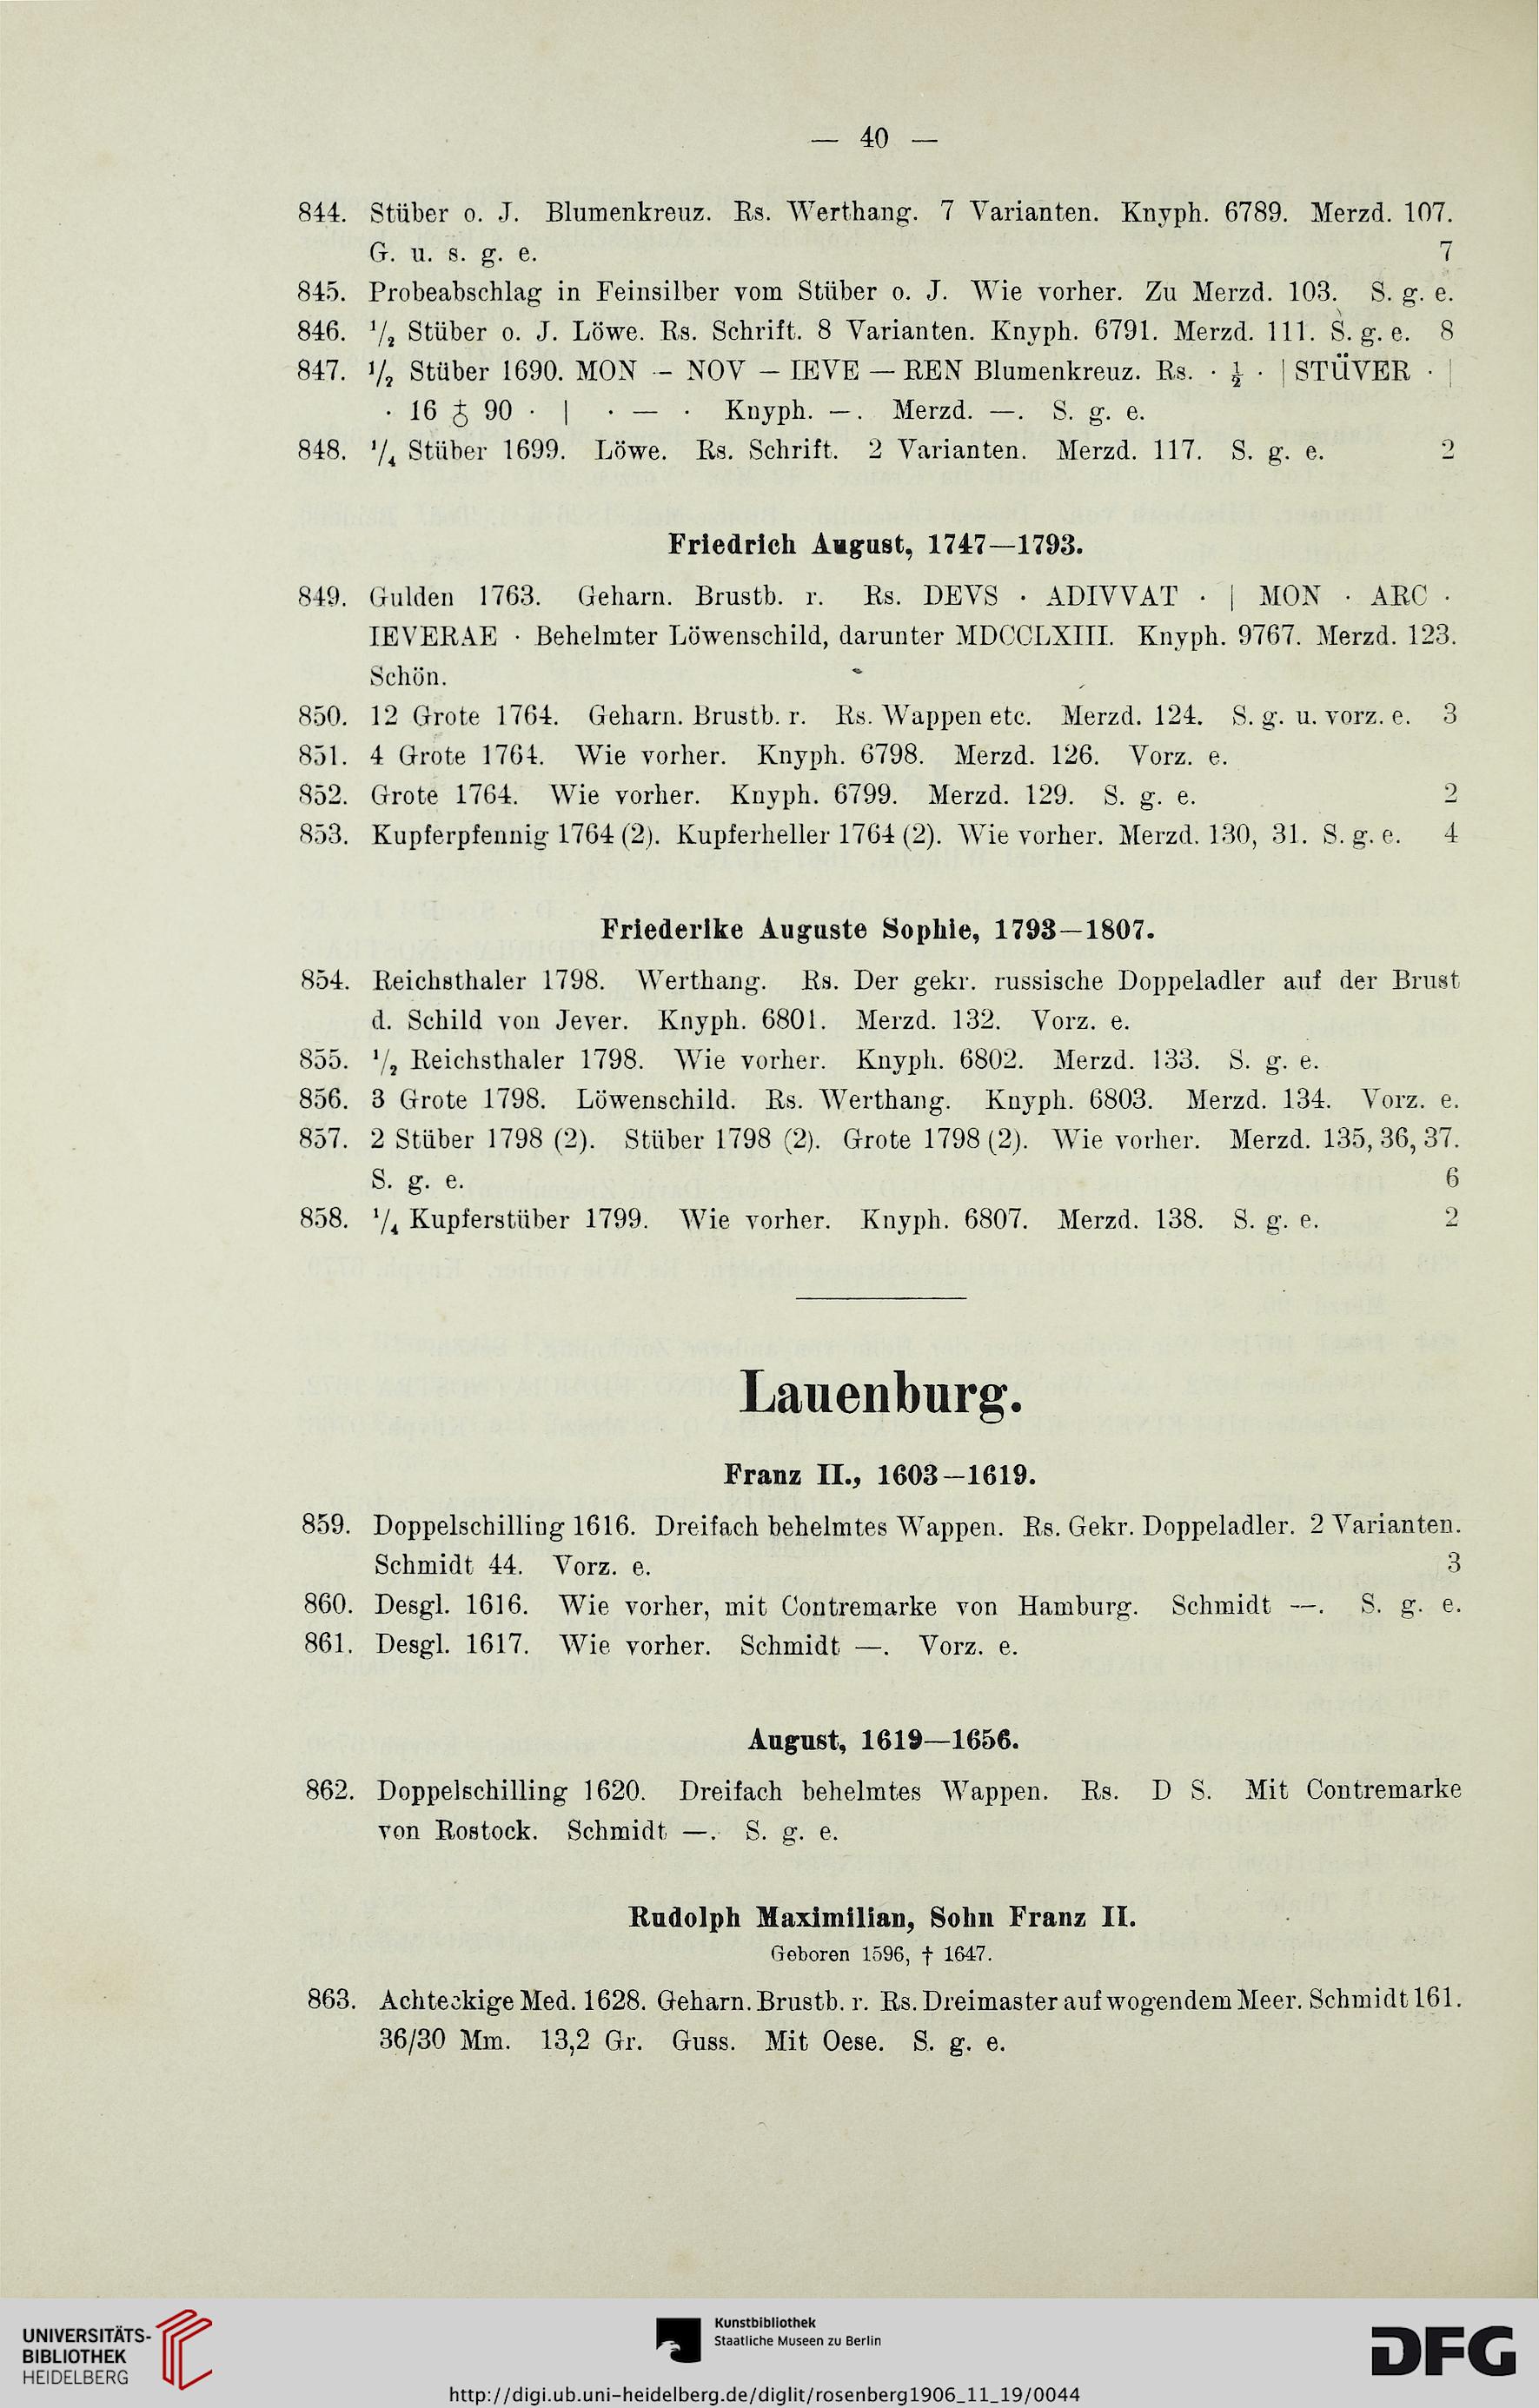 — 40 —
844. Stüber o. J. Blumenkreuz. Rs. Werthang. 7 Varianten. Knyph. 6789. Merzd. 107.
G. u. s. g. e. 7
845. Probeabschlag in Feinsilber vom Stüber o. J. Wie vorher. Zu Merzd. 103. S. g. e.
846. ¹/₂ Stüber o. J. Löwe. Rs. Schrift. 8 Varianten. Knyph. 6791. Merzd. 111. S. g. e. 8
847. ¹/₂ Stüber 1690. MON – NOV – IEVE — REN Blumenkreuz. Rs. · ½ · | STÜVER · |
· 16 ♁ 90 · | · — · Knyph. —. Merzd. —. S. g. e.
848. ¹/₄ Stüber 1699. Löwe. Rs. Schrift. 2 Varianten. Merzd. 117. S. g. e. 2
Friedrich August, 1747—1793.
849. Gulden 1763. Geharn. Brustb. r. Rs. DEVS · ADIVVAT · | MON · ARG ·
IEVERAE · Behelmter Löwenschild, darunter MDCCLXIII. Knyph. 9767. Merzd. 123.
Schön.
850. 12 Grote 1764. Geharn. Brustb. r. Rs. Wappen etc. Merzd. 124. S. g. u. vorz. e. 3
851. 4 Grote 1764. Wie vorher. Knyph. 6798. Merzd. 126. Vorz. e.
852. Grote 1764. Wie vorher. Knyph. 6799. Merzd. 129. S. g. e. 2
853. Kupferpfennig 1764 (2). Kupferheller 1764 (2). Wie vorher. Merzd. 130, 31. S. g. e. 4
Friederike Auguste Sophie, 1793—1807.
854. Reichsthaler 1798. Werthang. Rs. Der gekr. russische Doppeladler auf der Brust
d. Schild von Jever. Knyph. 6801. Merzd. 132. Vorz. e.
855. ¹/₂ Reichsthaler 1798. Wie vorher. Knyph. 6802. Merzd. 133. S. g. e.
856. 3 Grote 1798. Löwenschild. Rs. Werthang. Knyph. 6803. Merzd. 134. Vorz. e.
857. 2 Stüber 1798 (2). Stüber 1798 (2). Grote 1798 (2). Wie vorher. Merzd. 135, 36, 37.
S. g. e. 6
858. ¹/₄ Kupferstüber 1799. Wie vorher. Knyph. 6807. Merzd. 138. S. g. e. 2
Lauenburg.
Franz II., 1603—1619.
859. Doppelschilling 1616. Dreifach behelmtes Wappen. Rs. Gekr. Doppeladler. 2 Varianten.
Schmidt 44. Vorz. e. 3
860. Desgl. 1616. Wie vorher, mit Contremarke von Hamburg. Schmidt —. S. g. e.
861. Desgl. 1617. Wie vorher. Schmidt —. Vorz. e.
August, 1619—1656.
862. Doppelschilling 1620. Dreifach behelmtes Wappen. Rs. D S. Mit Contremarke
von Rostock. Schmidt —. S. g. e.
Rudolph Maximilian, Sohn Franz II.
Geboren 1596, † 1647.
863. Achteckige Med. 1628. Geharn. Brustb. r. Rs. Dreimaster auf wogendem Meer. Schmidt 161.
36/30 Mm. 13,2 Gr. Guss. Mit Oese. S. g. e.
UNIVERSITÄTS-
BIBLIOTHEK
HEIDELBERG
Kunstbibliothek
Staatliche Museen zu Berlin
DFG
http://digi.ub.uni-heidelberg.de/diglit/rosenberg1906_11_19/0044